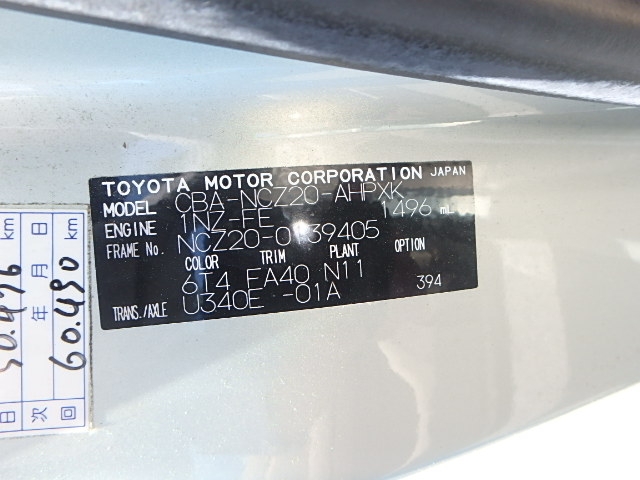 TOYOTA MOTOR CORPORATION JAPAN
MODEL CBA-NCZ20-AHPXK
ENGINE 1NZ-FE 1496 mL
FRAME No. NCZ20-0139405
COLOR TRIM PLANT OPTION
6T4 FA40 N11 394
TRANS./AXLE U340E -01A
km
日 km
年 月
60.490
日 次 回